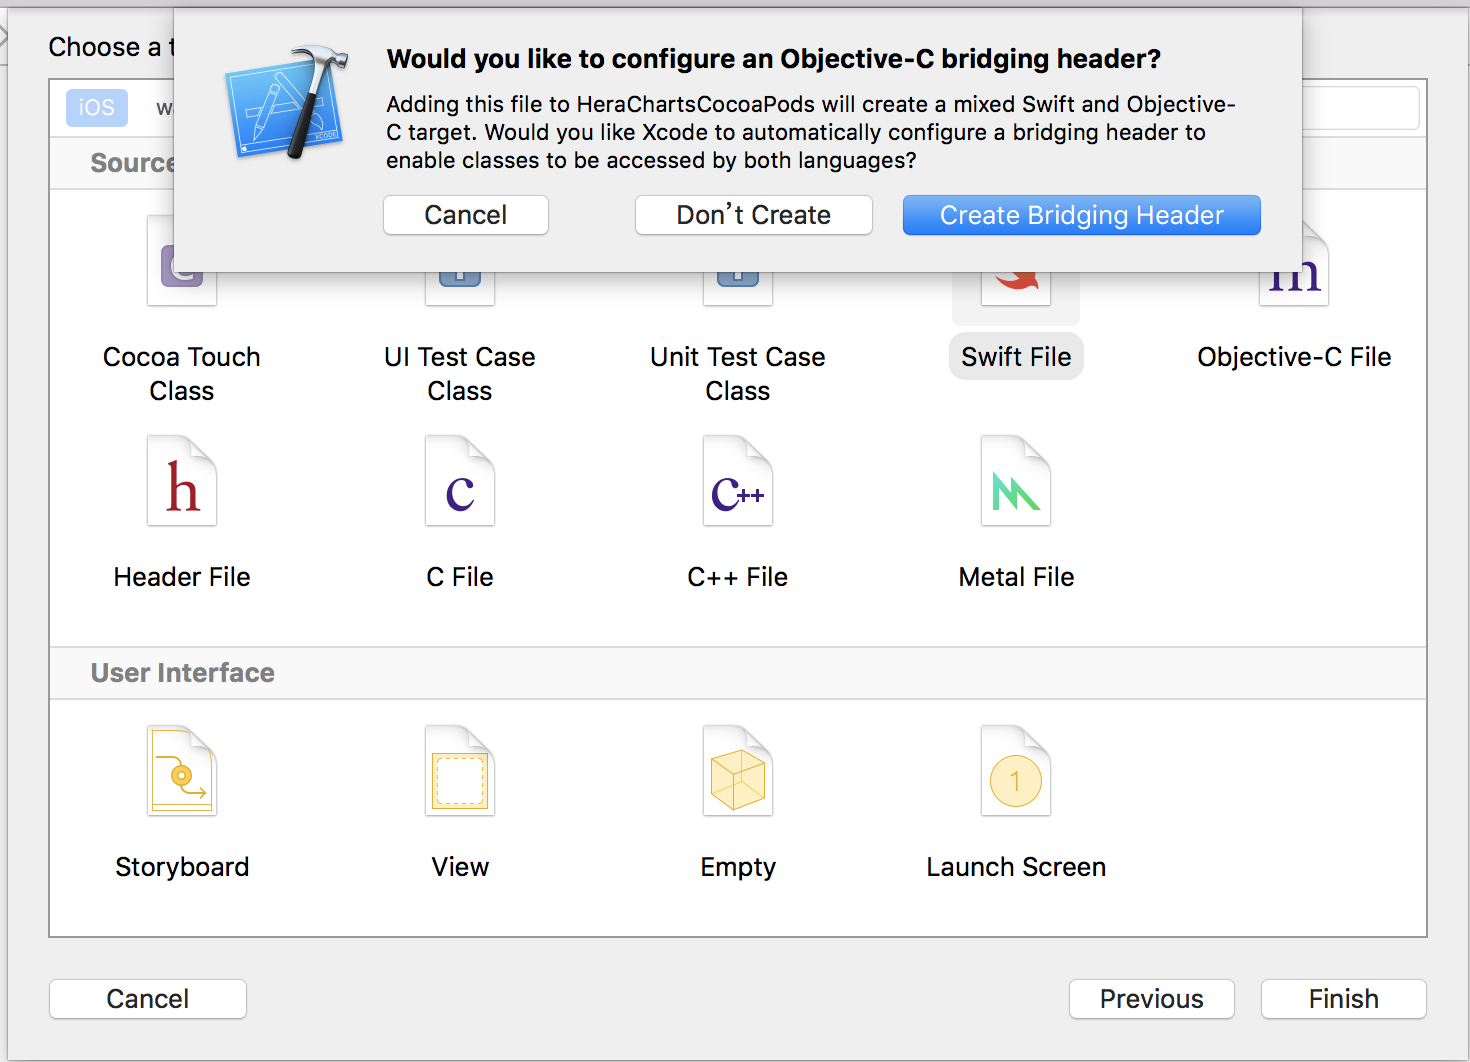 Choose a t
Would you like to configure an Objective-C bridging header?
Adding this file to HeraChartsCocoaPods will create a mixed Swift and Objective-
C target. Would you like Xcode to automatically configure a bridging header to
enable classes to be accessed by both languages?
Cancel Don’t Create Create Bridging Header
iOS
Source
Cocoa Touch Class
UI Test Case Class
Unit Test Case Class
Swift File
m
Objective-C File
h
Header File
c
C File
C++
C++ File
Metal File
User Interface
Storyboard
View
Empty
1
Launch Screen
Cancel Previous Finish